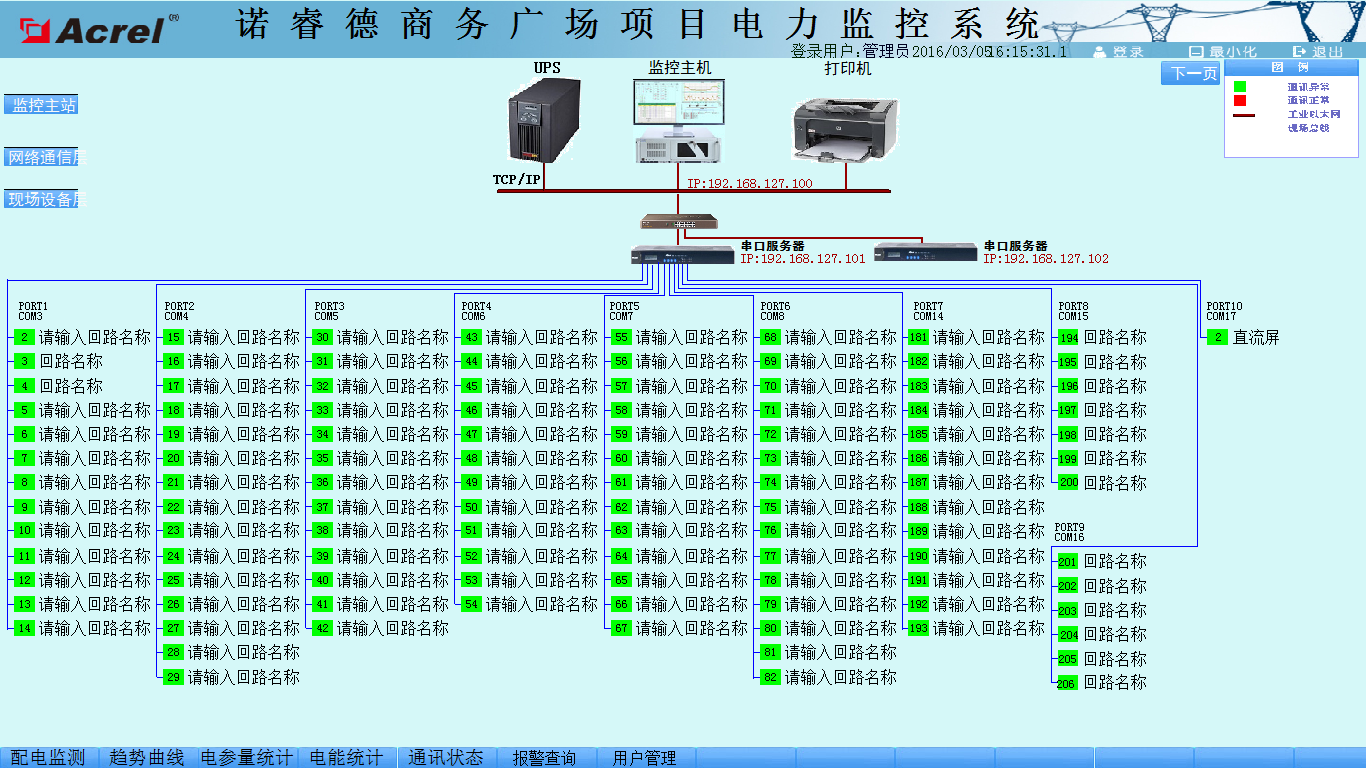 Acrel®
诺睿德商务广场项目电力监控系统
登录用户:管理员2016/03/05 16:15:31.1
登录
最小化
退出
UPS
监控主机
打印机
下一页
图 例
通讯异常
通讯正常
工业以太网
现场总线
监控主站
网络通信层
现场设备层
TCP/IP
IP:192.168.127.100
串口服务器
IP:192.168.127.101
串口服务器
IP:192.168.127.102
PORT1
COM3
2 请输入回路名称
3 回路名称
4 回路名称
5 请输入回路名称
6 请输入回路名称
7 请输入回路名称
8 请输入回路名称
9 请输入回路名称
10 请输入回路名称
11 请输入回路名称
12 请输入回路名称
13 请输入回路名称
14 请输入回路名称
PORT2
COM4
15 请输入回路名称
16 请输入回路名称
17 请输入回路名称
18 请输入回路名称
19 请输入回路名称
20 请输入回路名称
21 请输入回路名称
22 请输入回路名称
23 请输入回路名称
24 请输入回路名称
25 请输入回路名称
26 请输入回路名称
27 请输入回路名称
28 请输入回路名称
29 请输入回路名称
PORT3
COM5
30 请输入回路名称
31 请输入回路名称
32 请输入回路名称
33 请输入回路名称
34 请输入回路名称
35 请输入回路名称
36 请输入回路名称
37 请输入回路名称
38 请输入回路名称
39 请输入回路名称
40 请输入回路名称
41 请输入回路名称
42 请输入回路名称
PORT4
COM6
43 请输入回路名称
44 请输入回路名称
45 请输入回路名称
46 请输入回路名称
47 请输入回路名称
48 请输入回路名称
49 请输入回路名称
50 请输入回路名称
51 请输入回路名称
52 请输入回路名称
53 请输入回路名称
54 请输入回路名称
PORT5
COM7
55 请输入回路名称
56 请输入回路名称
57 请输入回路名称
58 请输入回路名称
59 请输入回路名称
60 请输入回路名称
61 请输入回路名称
62 请输入回路名称
63 请输入回路名称
64 请输入回路名称
65 请输入回路名称
66 请输入回路名称
67 请输入回路名称
PORT6
COM8
68 请输入回路名称
69 请输入回路名称
70 请输入回路名称
71 请输入回路名称
72 请输入回路名称
73 请输入回路名称
74 请输入回路名称
75 请输入回路名称
76 请输入回路名称
77 请输入回路名称
78 请输入回路名称
79 请输入回路名称
80 请输入回路名称
81 请输入回路名称
82 请输入回路名称
PORT7
COM14
181 请输入回路名称
182 请输入回路名称
183 请输入回路名称
184 请输入回路名称
185 请输入回路名称
186 请输入回路名称
187 请输入回路名称
188 请输入回路名称
189 请输入回路名称
190 请输入回路名称
191 请输入回路名称
192 请输入回路名称
193 请输入回路名称
PORT8
COM15
194 回路名称
195 回路名称
196 回路名称
197 回路名称
198 回路名称
199 回路名称
200 回路名称
PORT9
COM16
201 回路名称
202 回路名称
203 回路名称
204 回路名称
205 回路名称
206 回路名称
PORT10
COM17
2 直流屏
配电监测
趋势曲线
电参量统计
电能统计
通讯状态
报警查询
用户管理